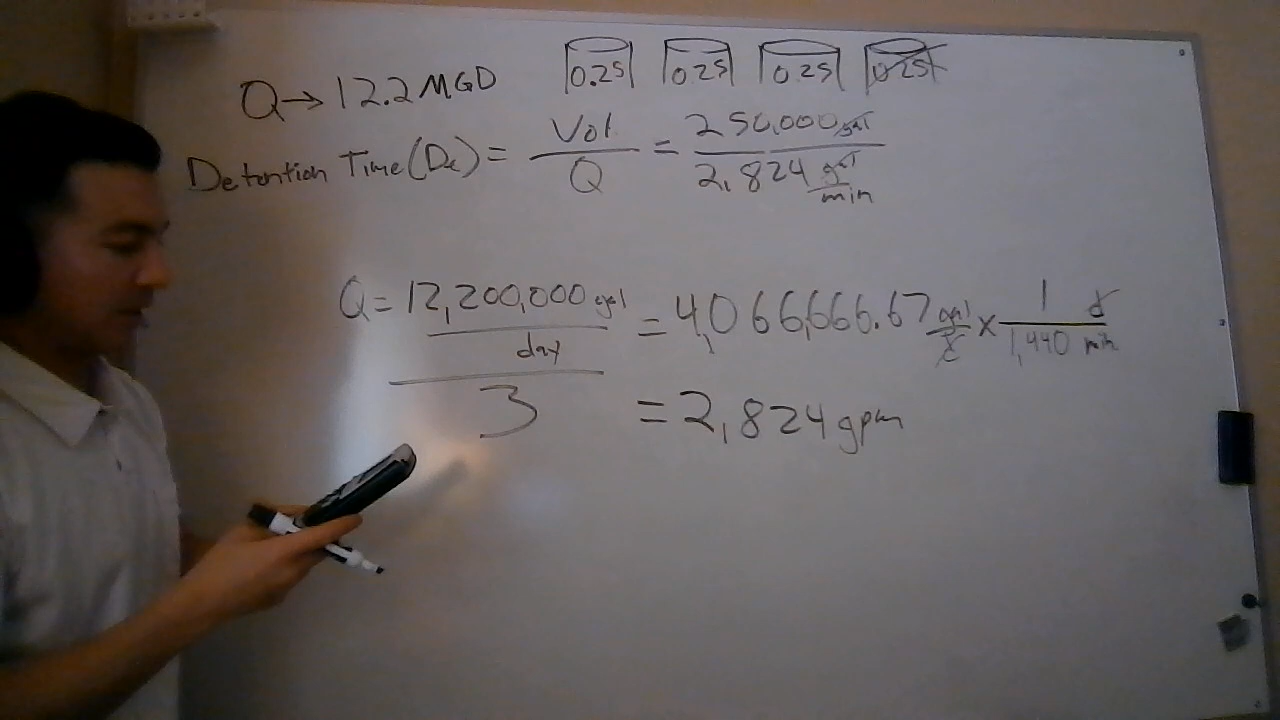 Q→12.2MGD 0.25 0.25 0.25 0.25
Detention Time(Dt) = Vol. / Q = 250,000 gal / 2,824 gal/min
Q = 12,200,000 gal / day / 3 = 4,066,666.67 gal/d x 1 d / 1,440 min
= 2,824 gpm